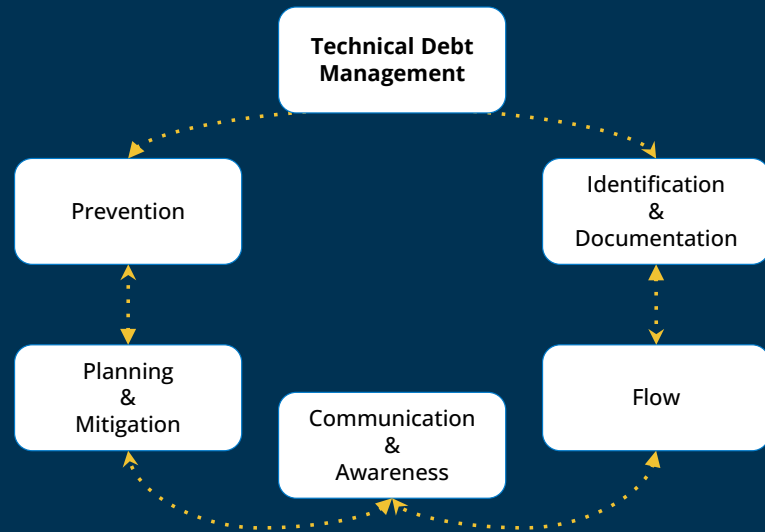 Technical Debt
Management
Prevention
Identification
&
Documentation
Planning
&
Mitigation
Communication
&
Awareness
Flow